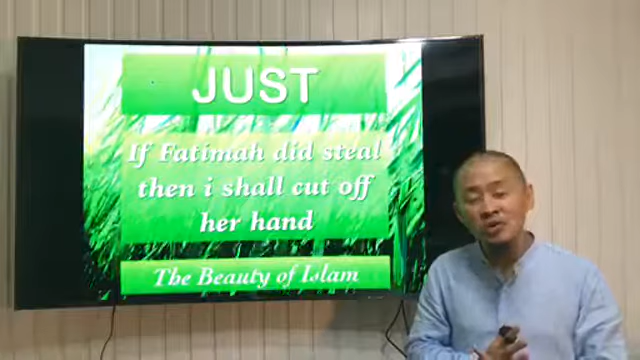 JUST
If Fatimah did steal
then i shall cut off
her hand
The Beauty of Islam